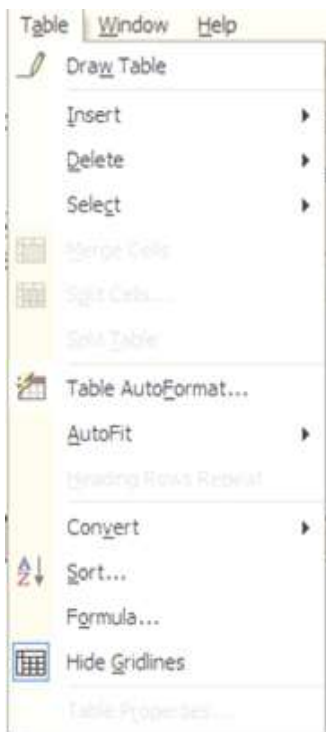 Table Window Help
Draw Table
Insert
Delete
Select
Merge Cells
Split Cells...
Split Table
Table AutoFormat...
AutoFit
Heading Rows Repeat
Convert
Sort...
Formula...
Hide Gridlines
Table Properties...